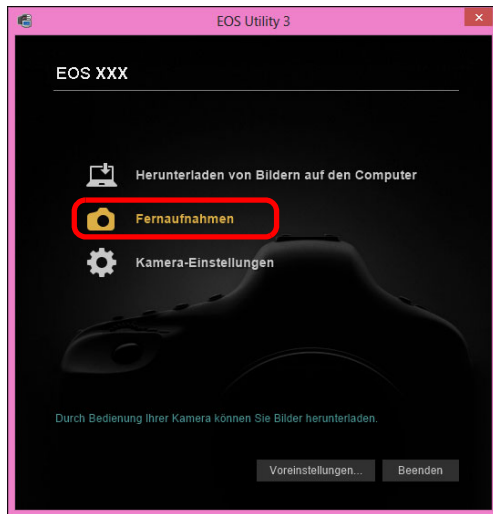 EOS Utility 3
EOS XXX
Herunterladen von Bildern auf den Computer
Fernaufnahmen
Kamera-Einstellungen
Durch Bedienung Ihrer Kamera können Sie Bilder herunterladen.
Voreinstellungen... Beenden